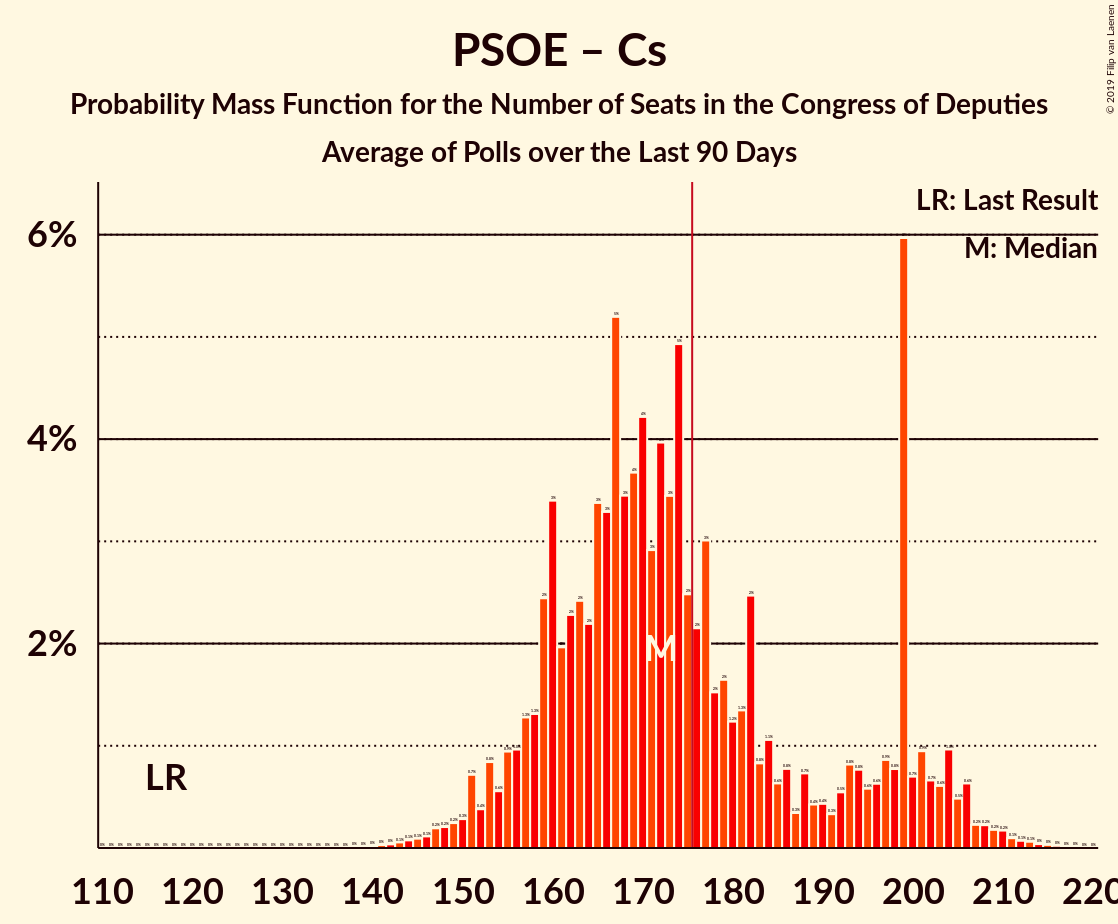 PSOE – Cs
Probability Mass Function for the Number of Seats in the Congress of Deputies
Average of Polls over the Last 90 Days
© 2019 Filip van Laenen
LR: Last Result
M: Median
6%
4%
2%
M
LR
110 120 130 140 150 160 170 180 190 200 210 220